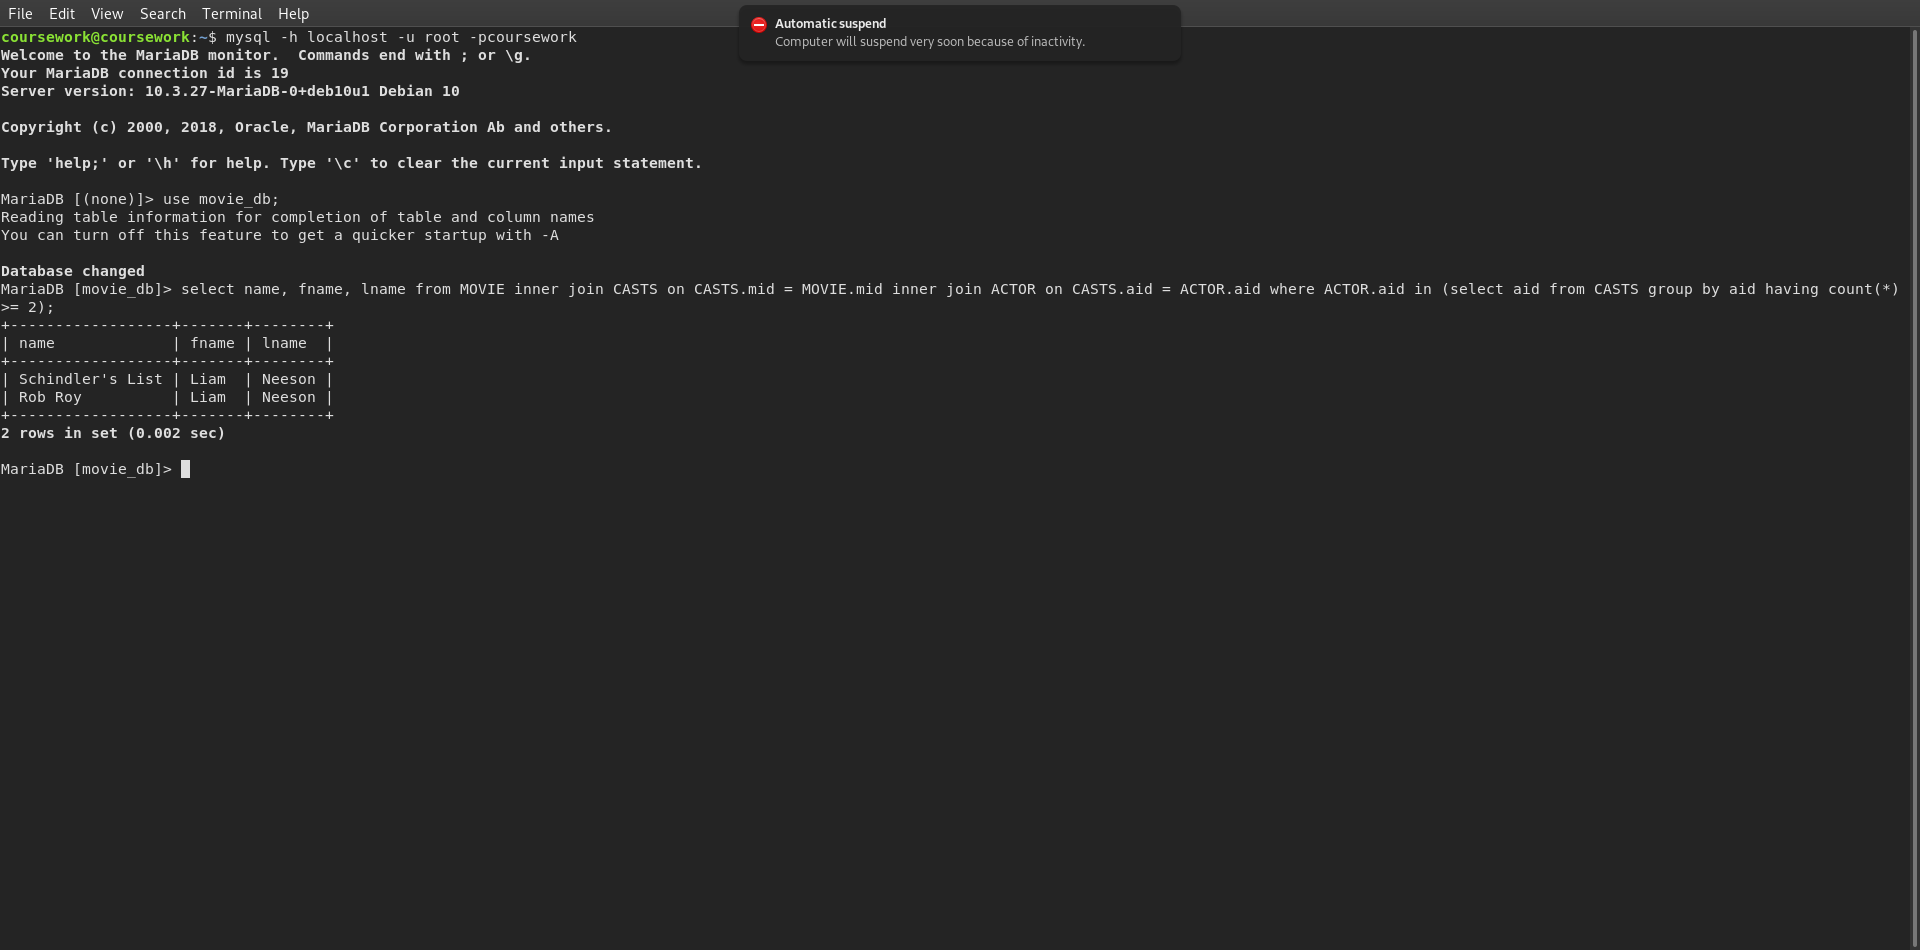 File Edit View Search Terminal Help
Automatic suspend
Computer will suspend very soon because of inactivity.
coursework@coursework:~$ mysql -h localhost -u root -pcoursework
Welcome to the MariaDB monitor.  Commands end with ; or \g.
Your MariaDB connection id is 19
Server version: 10.3.27-MariaDB-0+deb10u1 Debian 10

Copyright (c) 2000, 2018, Oracle, MariaDB Corporation Ab and others.

Type 'help;' or '\h' for help. Type '\c' to clear the current input statement.

MariaDB [(none)]> use movie_db;
Reading table information for completion of table and column names
You can turn off this feature to get a quicker startup with -A

Database changed
MariaDB [movie_db]> select name, fname, lname from MOVIE inner join CASTS on CASTS.mid = MOVIE.mid inner join ACTOR on CASTS.aid = ACTOR.aid where ACTOR.aid in (select aid from CASTS group by aid having count(*)
>= 2);
+------------------+-------+--------+
| name             | fname | lname  |
+------------------+-------+--------+
| Schindler's List | Liam  | Neeson |
| Rob Roy          | Liam  | Neeson |
+------------------+-------+--------+
2 rows in set (0.002 sec)

MariaDB [movie_db]>